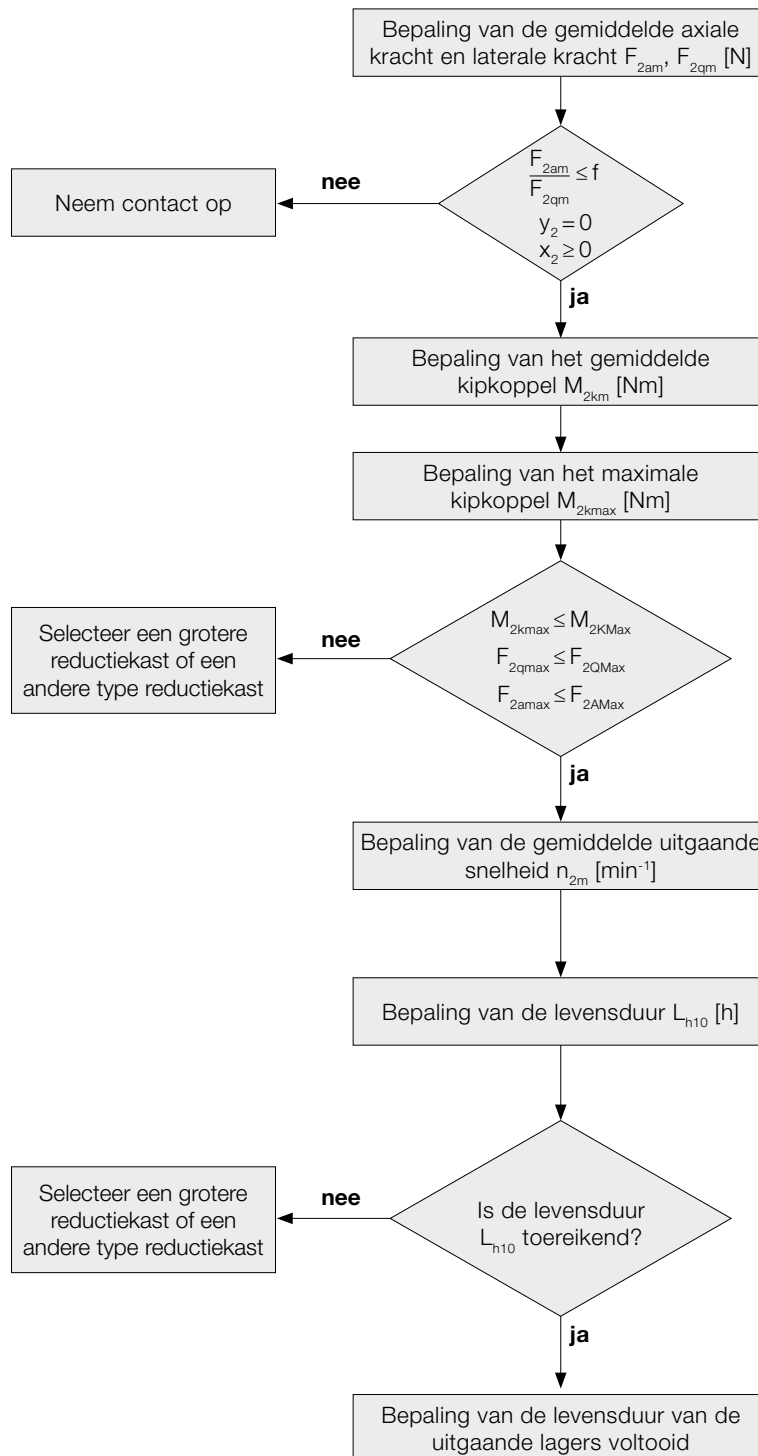 Bepaling van de gemiddelde axiale
kracht en laterale kracht F2am, F2qm [N]
F2am
F2qm ≤ f
y2 = 0
x2 ≥ 0
nee
Neem contact op
ja
Bepaling van het gemiddelde
kipkoppel M2km [Nm]
Bepaling van het maximale
kipkoppel M2kmax [Nm]
M2kmax ≤ M2KMax
F2qmax ≤ F2QMax
F2amax ≤ F2AMax
nee
Selecteer een grotere
reductiekast of een
andere type reductiekast
ja
Bepaling van de gemiddelde uitgaande
snelheid n2m [min-1]
Bepaling van de levensduur Lh10 [h]
Is de levensduur
Lh10 toereikend?
nee
Selecteer een grotere
reductiekast of een
andere type reductiekast
ja
Bepaling van de levensduur van de
uitgaande lagers voltooid